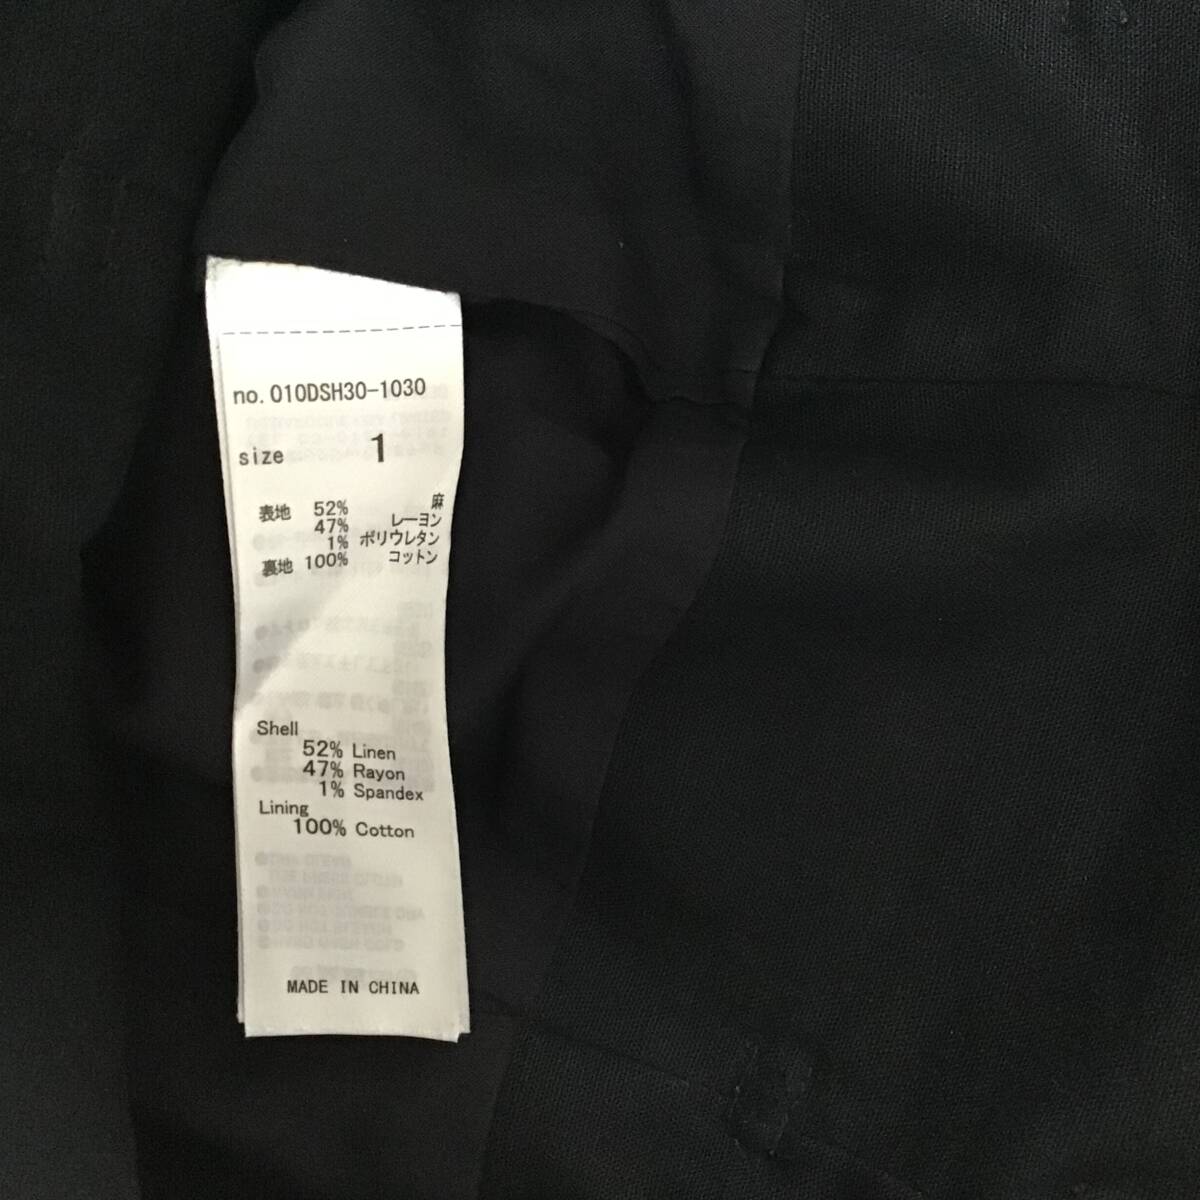 no. 010DSH30-1030
size 1
表地 52% 麻
47% レーヨン
1% ポリウレタン
裏地 100% コットン
Shell
52% Linen
47% Rayon
1% Spandex
Lining
100% Cotton
MADE IN CHINA